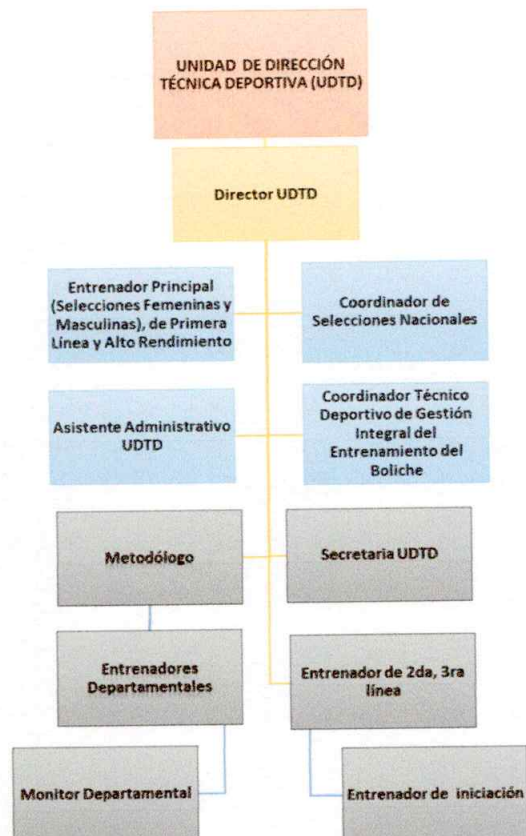 UNIDAD DE DIRECCIÓN
TÉCNICA DEPORTIVA (UDTD)
Director UDTD
Entrenador Principal
(Selecciones Femeninas y
Masculinas), de Primera
Línea y Alto Rendimiento
Coordinador de
Selecciones Nacionales
Asistente Administrativo
UDTD
Coordinador Técnico
Deportivo de Gestión
Integral del
Entrenamiento del
Boliche
Metodólogo
Secretaria UDTD
Entrenadores
Departamentales
Entrenador de 2da, 3ra
línea
Monitor Departamental
Entrenador de iniciación